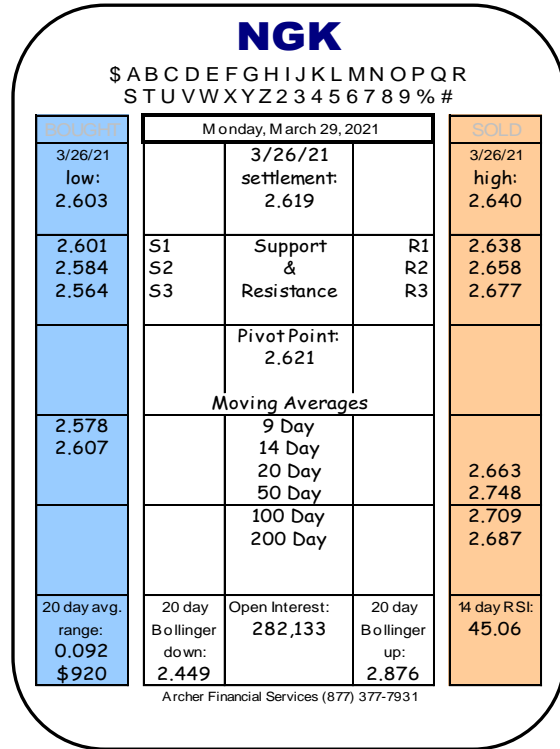 NGK
$ A B C D E F G H I J K L M N O P Q R
S T U V W X Y Z 2 3 4 5 6 7 8 9 % #
BOUGHT Monday, March 29, 2021 SOLD
3/26/21 3/26/21 3/26/21
low: settlement: high:
2.603 2.619 2.640
2.601 S1 Support R1 2.638
2.584 S2 & R2 2.658
2.564 S3 Resistance R3 2.677
Pivot Point:
2.621
Moving Averages
2.578 9 Day
2.607 14 Day
20 Day 2.663
50 Day 2.748
100 Day 2.709
200 Day 2.687
20 day avg. 20 day Open Interest: 20 day 14 day RSI:
range: Bollinger 282,133 Bollinger 45.06
0.092 down: up:
$920 2.449 2.876
Archer Financial Services (877) 377-7931